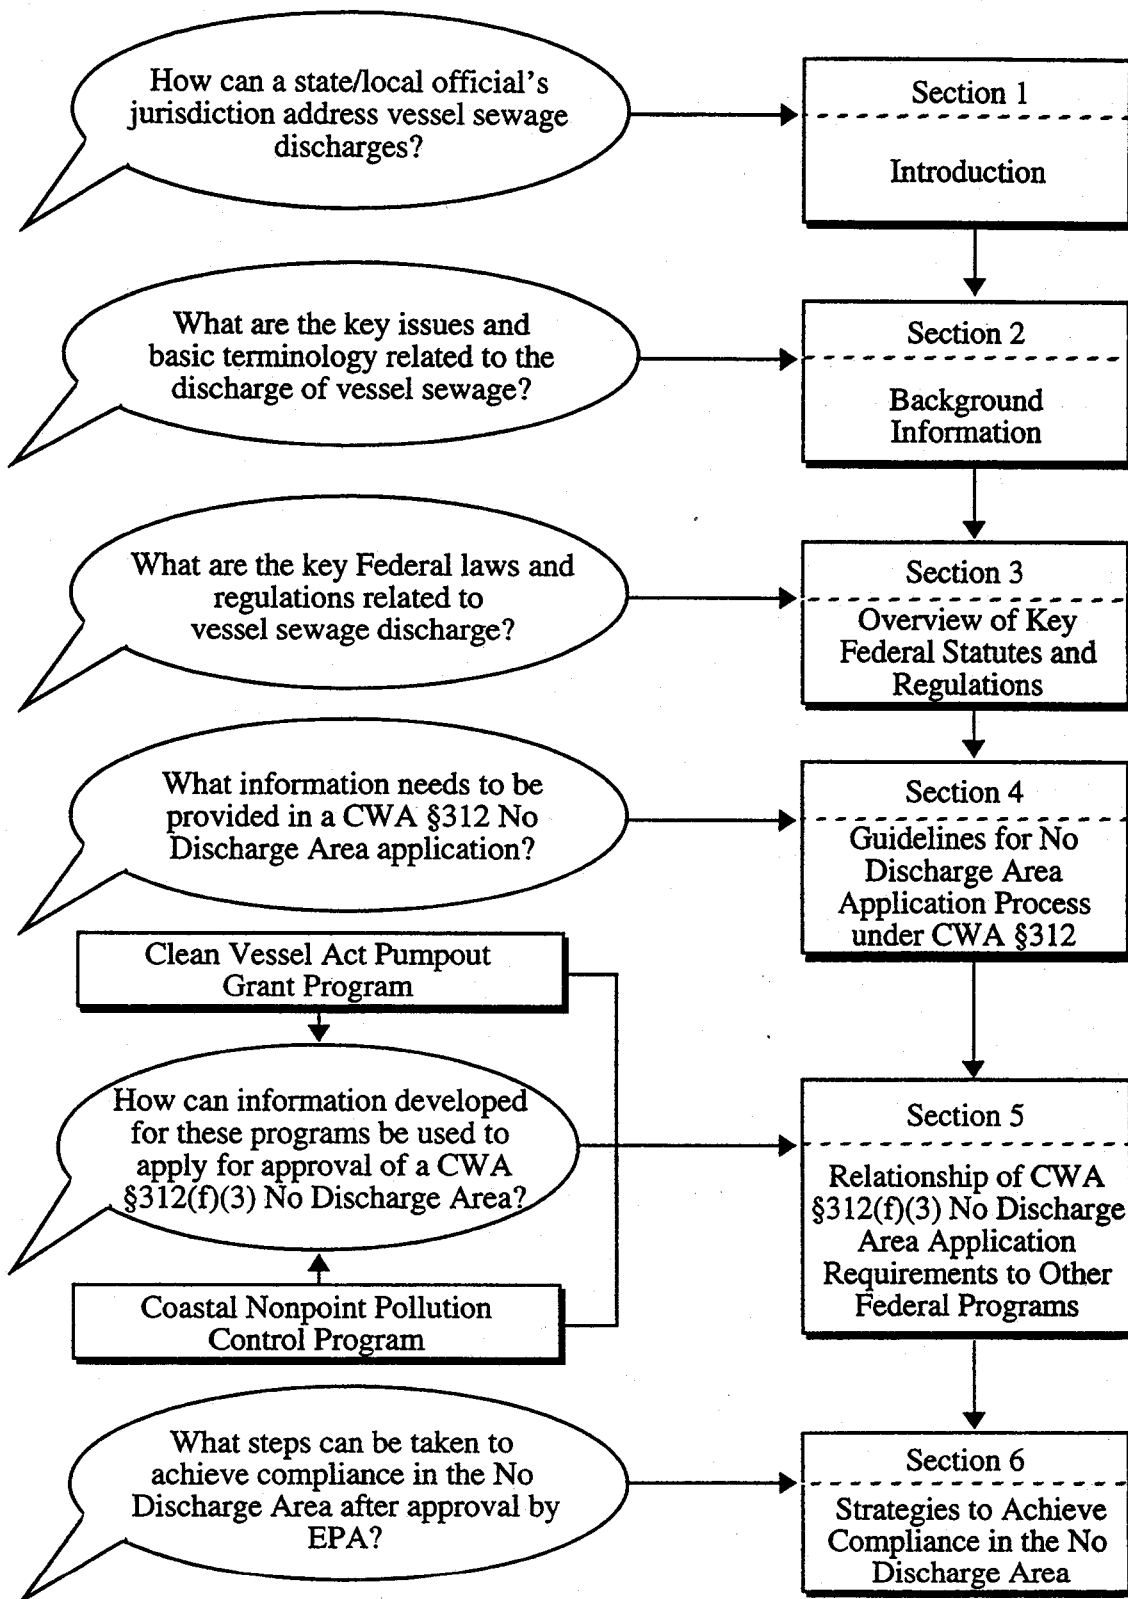 How can a state/local official's
jurisdiction address vessel sewage
discharges?
Section 1
Introduction
What are the key issues and
basic terminology related to the
discharge of vessel sewage?
Section 2
Background
Information
What are the key Federal laws and
regulations related to
vessel sewage discharge?
Section 3
Overview of Key
Federal Statutes and
Regulations
What information needs to be
provided in a CWA §312 No
Discharge Area application?
Section 4
Guidelines for No
Discharge Area
Application Process
under CWA §312
Clean Vessel Act Pumpout
Grant Program
How can information developed
for these programs be used to
apply for approval of a CWA
§312(f)(3) No Discharge Area?
Coastal Nonpoint Pollution
Control Program
Section 5
Relationship of CWA
§312(f)(3) No Discharge
Area Application
Requirements to Other
Federal Programs
What steps can be taken to
achieve compliance in the No
Discharge Area after approval by
EPA?
Section 6
Strategies to Achieve
Compliance in the No
Discharge Area